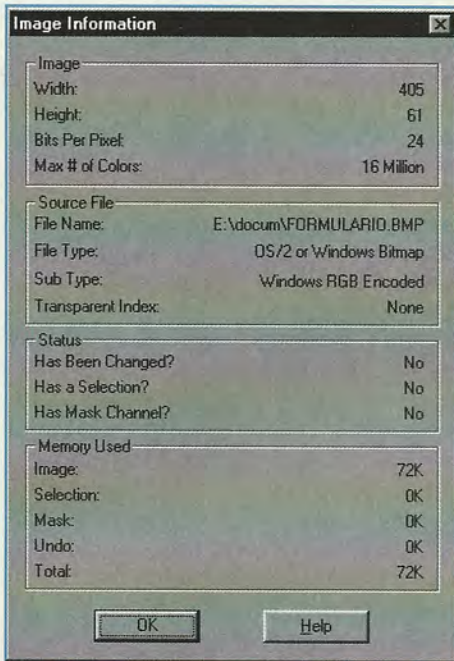 Image Information
Image
Width: 405
Height: 61
Bits Per Pixel: 24
Max # of Colors: 16 Million
Source File
File Name: E:\docum\FORMULARIO.BMP
File Type: OS/2 or Windows Bitmap
Sub Type: Windows RGB Encoded
Transparent Index: None
Status
Has Been Changed? No
Has a Selection? No
Has Mask Channel? No
Memory Used
Image: 72K
Selection: 0K
Mask: 0K
Undo: 0K
Total: 72K
OK Help